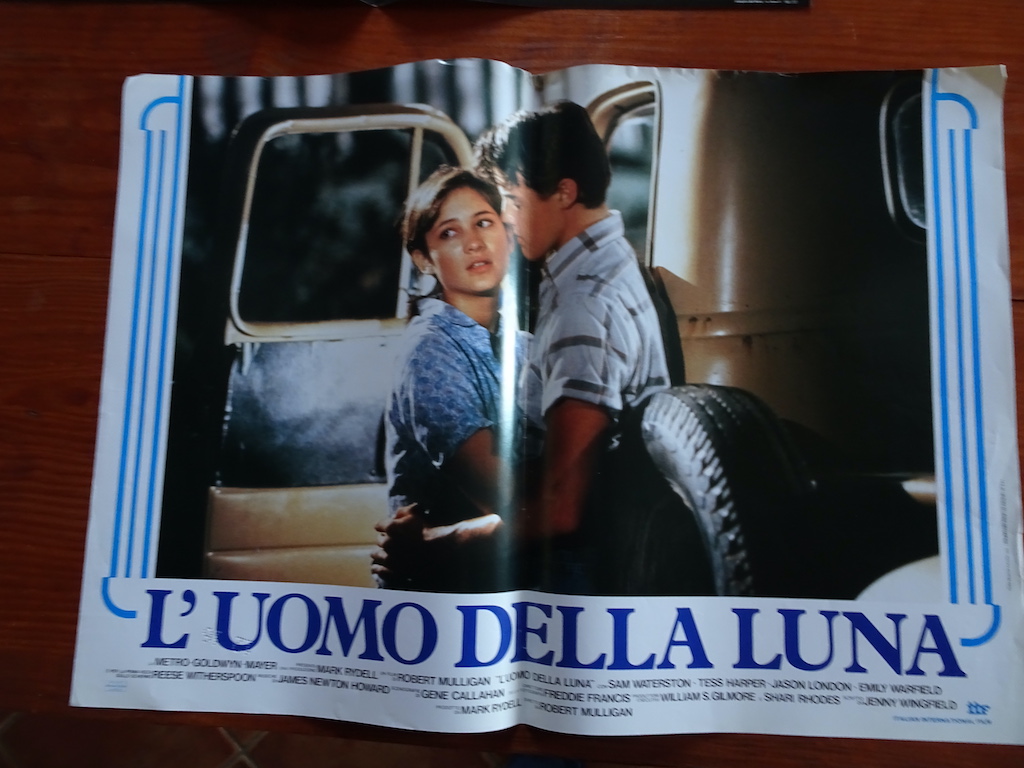 L'UOMO DELLA LUNA
METRO-GOLDWYN-MAYER MARK RYDELL ROBERT MULLIGAN "L'UOMO DELLA LUNA" SAM WATERSTON · TESS HARPER · JASON LONDON · EMILY WARFIELD
REESE WITHERSPOON JAMES NEWTON HOWARD GENE CALLAHAN FREDDIE FRANCIS WILLIAM S. GILMORE SHARI RHODES JENNY WINGFIELD
MARK RYDELL ROBERT MULLIGAN
ITALIAN INTERNATIONAL FILM